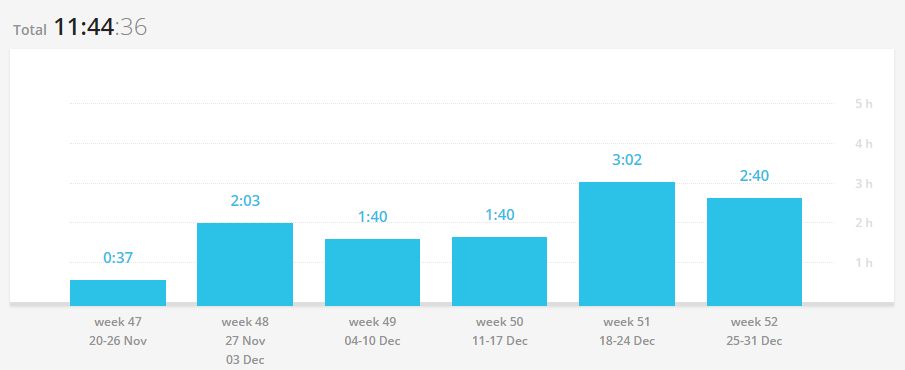 Total 11:44:36
5 h
4 h
3 h
2 h
1 h
0:37
2:03
1:40
1:40
3:02
2:40
week 47
20-26 Nov
week 48
27 Nov
03 Dec
week 49
04-10 Dec
week 50
11-17 Dec
week 51
18-24 Dec
week 52
25-31 Dec